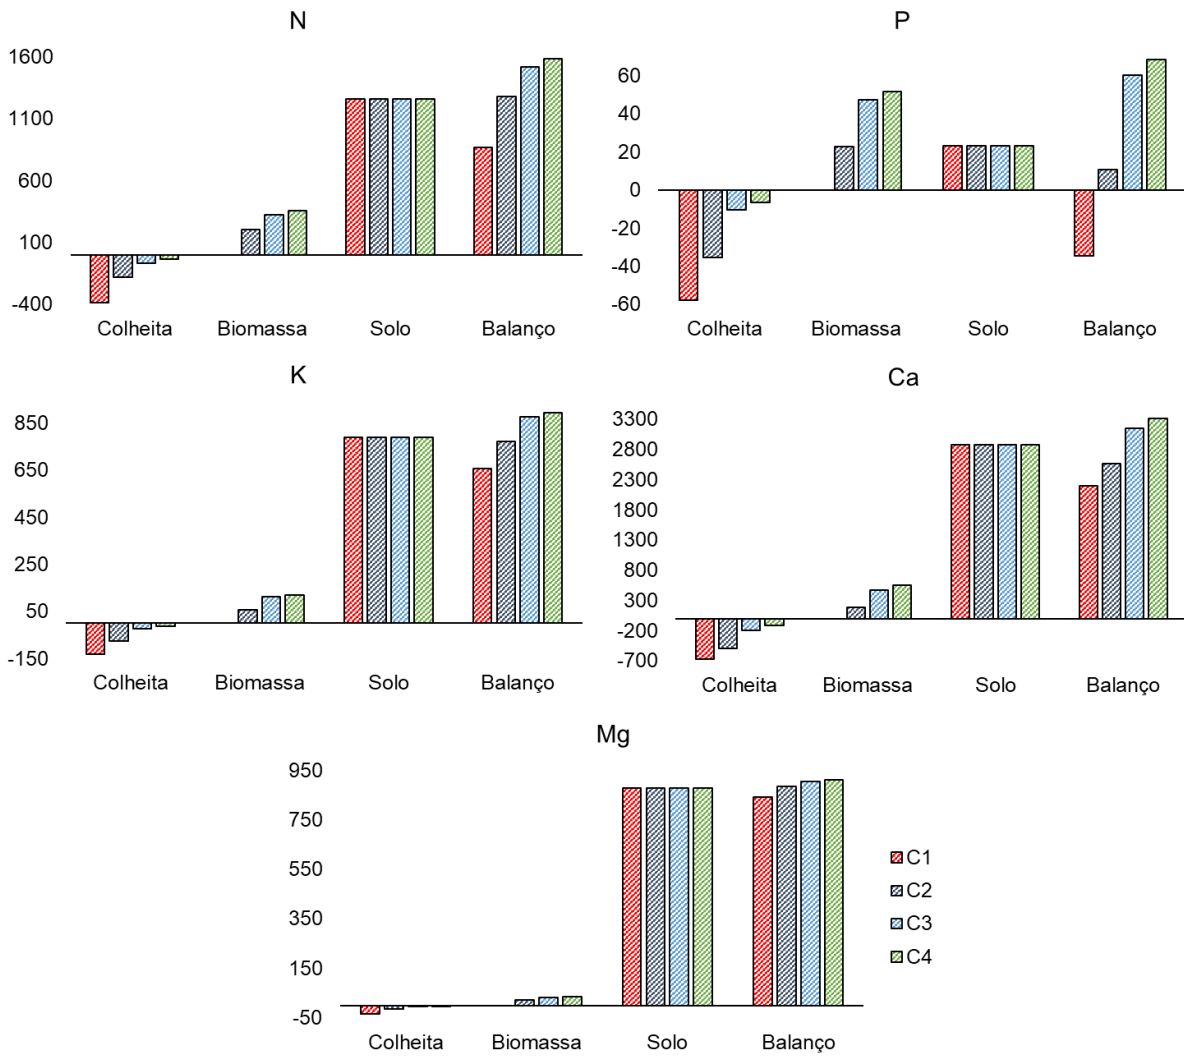 N
1600
1100
600
100
-400
Colheita Biomassa Solo Balanço
P
60
40
20
0
-20
-40
-60
Colheita Biomassa Solo Balanço
K
850
650
450
250
50
-150
Colheita Biomassa Solo Balanço
Ca
3300
2800
2300
1800
1300
800
300
-200
-700
Colheita Biomassa Solo Balanço
Mg
950
750
550
350
150
-50
Colheita Biomassa Solo Balanço
C1
C2
C3
C4